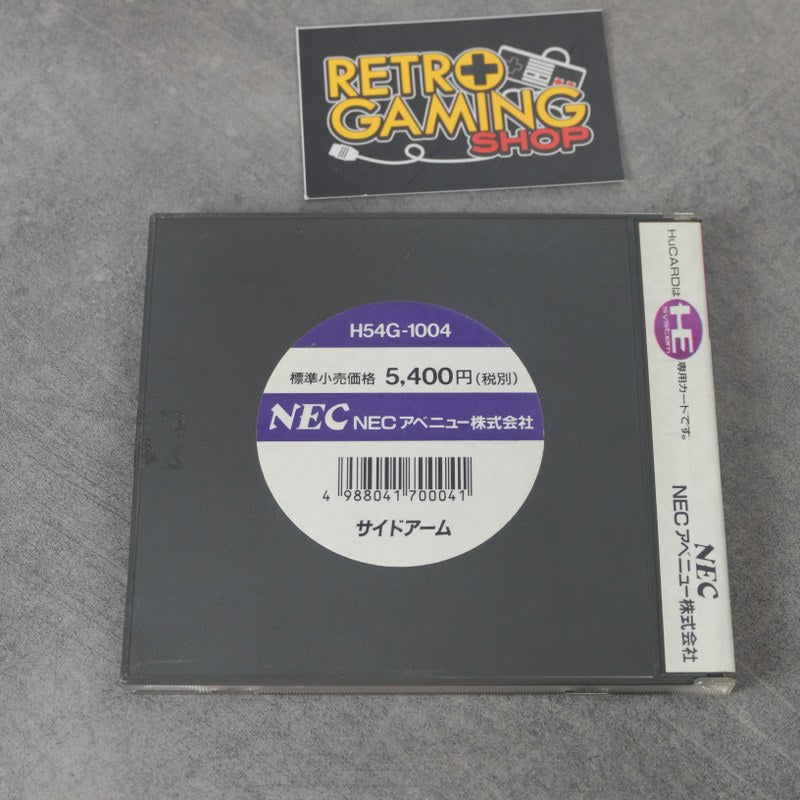 RETRO
GAMING
SHOP
H54G-1004
標準小売価格 5,400円(税別)
NEC NECアベニュー株式会社
4 988041 700041
サイドアーム
HuCARDは HE system 専用カードです。
NEC
NECアベニュー株式会社